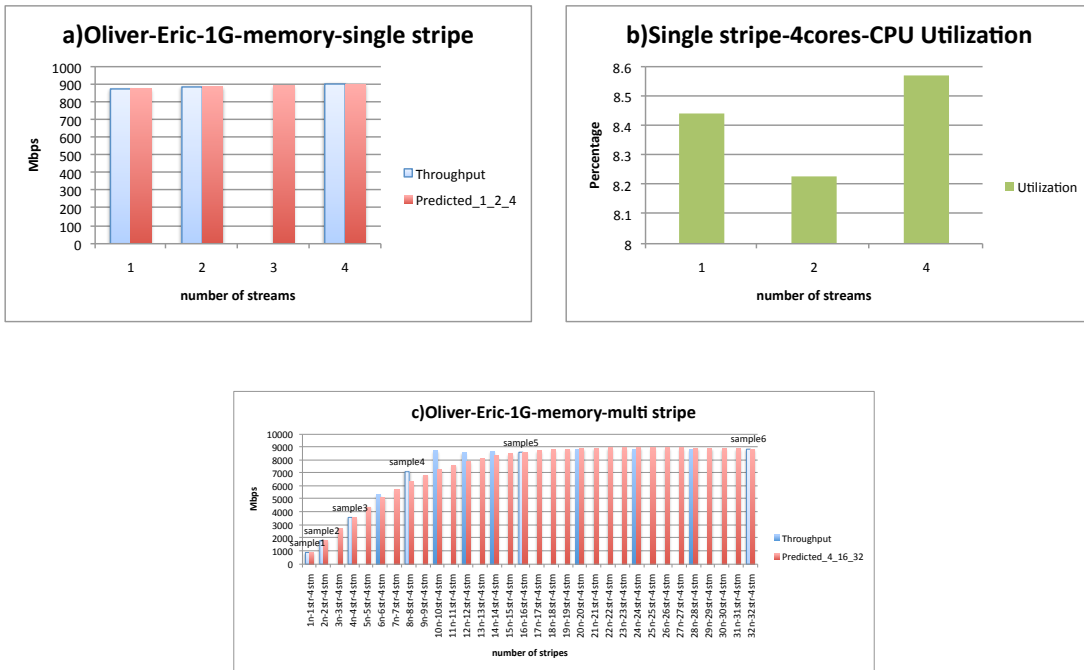 a)Oliver-Eric-1G-memory-single stripe
1000
900
800
700
600
500
400
300
200
100
0
Mbps
1
2
3
4
number of streams
Throughput
Predicted_1_2_4
b)Single stripe-4cores-CPU Utilization
8.6
8.5
8.4
8.3
8.2
8.1
8
Percentage
1
2
4
number of streams
Utilization
c)Oliver-Eric-1G-memory-multi stripe
10000
9000
8000
7000
6000
5000
4000
3000
2000
1000
0
Mbps
sample1
sample2
sample3
sample4
sample5
sample6
1n-1str-4stm
2n-2str-4stm
3n-3str-4stm
4n-4str-4stm
5n-5str-4stm
6n-6str-4stm
7n-7str-4stm
8n-8str-4stm
9n-9str-4stm
10n-10str-4stm
11n-11str-4stm
12n-12str-4stm
13n-13str-4stm
14n-14str-4stm
15n-15str-4stm
16n-16str-4stm
17n-17str-4stm
18n-18str-4stm
19n-19str-4stm
20n-20str-4stm
21n-21str-4stm
22n-22str-4stm
23n-23str-4stm
24n-24str-4stm
25n-25str-4stm
26n-26str-4stm
27n-27str-4stm
28n-28str-4stm
29n-29str-4stm
30n-30str-4stm
31n-31str-4stm
32n-32str-4stm
number of stripes
Throughput
Predicted_4_16_32